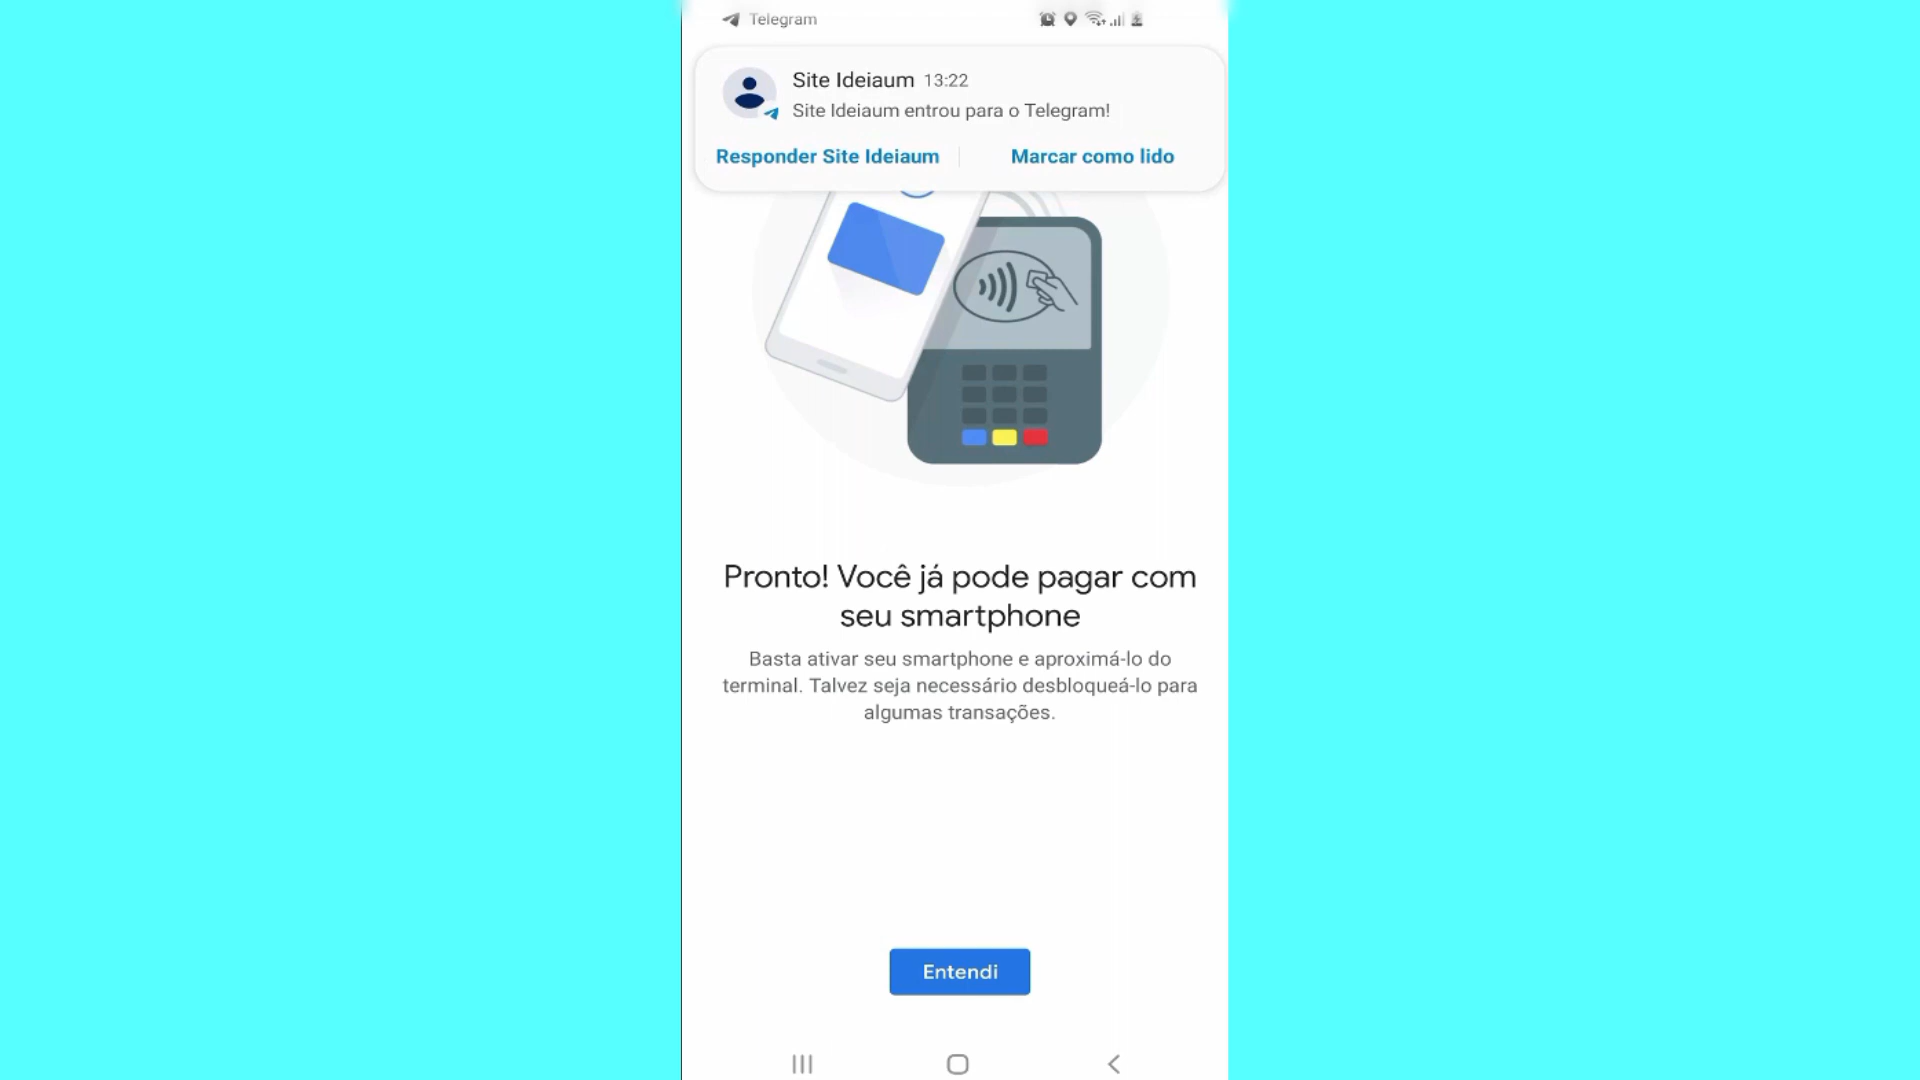 Telegram
Site Ideiaum 13:22
Site Ideiaum entrou para o Telegram!
Responder Site Ideiaum
Marcar como lido
Pronto! Você já pode pagar com
seu smartphone
Basta ativar seu smartphone e aproximá-lo do
terminal. Talvez seja necessário desbloqueá-lo para
algumas transações.
Entendi